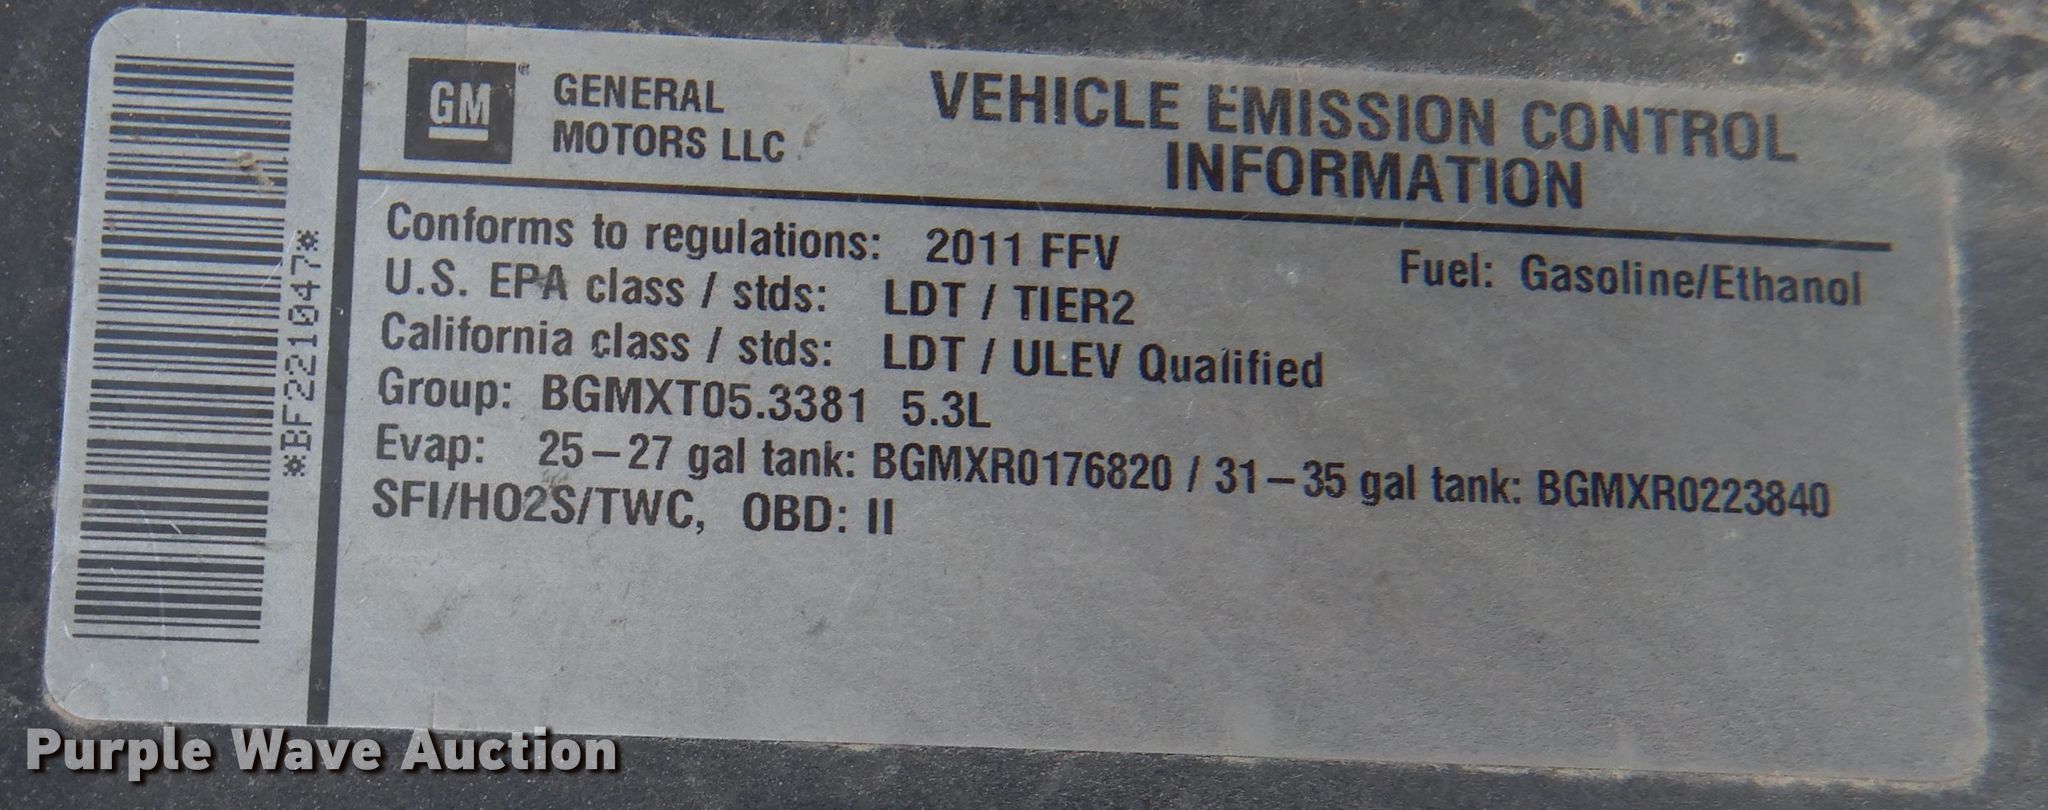 GM
GENERAL
MOTORS LLC
VEHICLE EMISSION CONTROL
INFORMATION
Conforms to regulations: 2011 FFV
Fuel: Gasoline/Ethanol
U.S. EPA class / stds: LDT / TIER2
California class / stds: LDT / ULEV Qualified
Group: BGMXT05.3381 5.3L
Evap: 25–27 gal tank: BGMXR0176820 / 31–35 gal tank: BGMXR0223840
SFI/HO2S/TWC, OBD: II
*BF2210447*
Purple Wave Auction